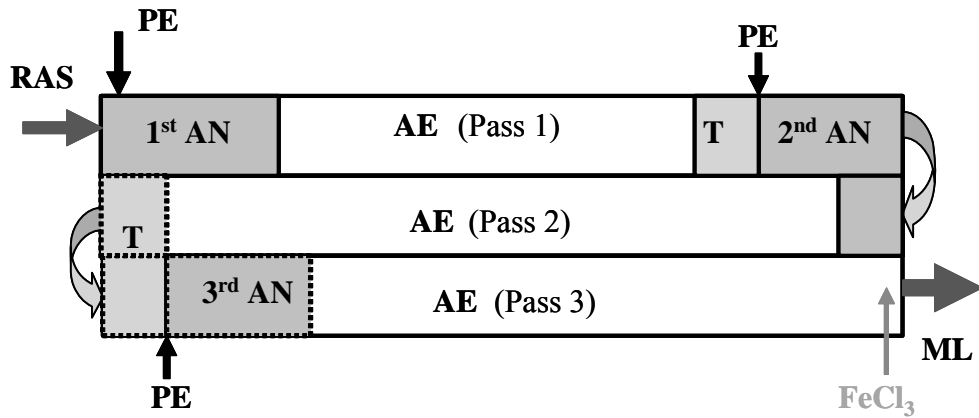 PE
PE
RAS
1st AN
AE (Pass 1)
T
2nd AN
T
AE (Pass 2)
3rd AN
AE (Pass 3)
ML
PE
FeCl3